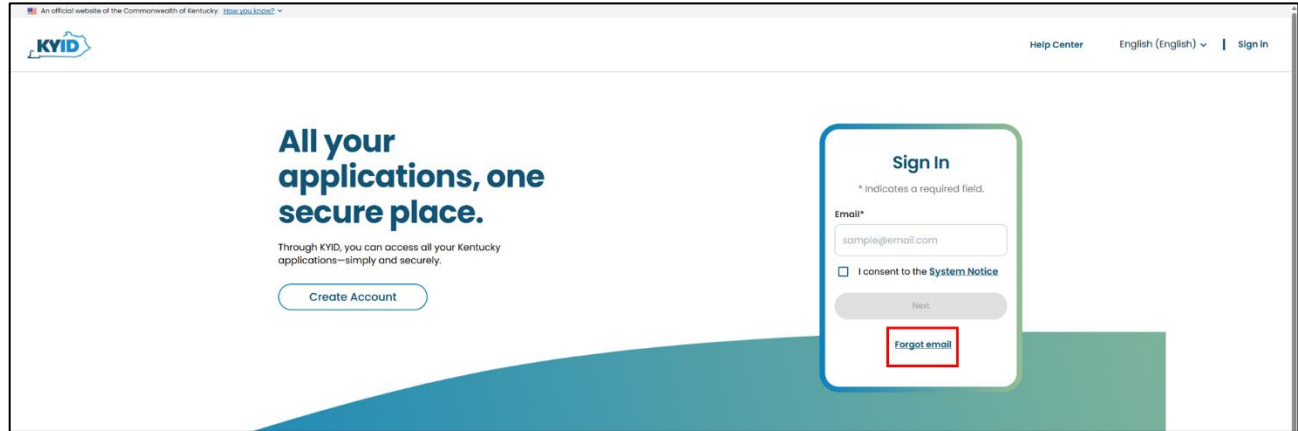 An official website of the Commonwealth of Kentucky. How you know? 
KYID
Help Center English (English) | Sign in
All your
applications, one
secure place.
Through KYID, you can access all your Kentucky
applications—simply and securely.
Create Account
Sign In
* Indicates a required field.
Email*
sample@email.com
I consent to the System Notice
Next
Forgot email